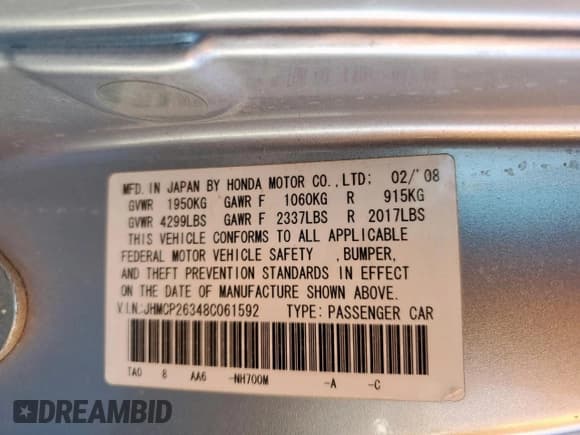 MFD. IN JAPAN BY HONDA MOTOR CO., LTD; 02/'08
GVWR 1950KG GAWR F 1060KG R 915KG
GVWR 4299LBS GAWR F 2337LBS R 2017LBS
THIS VEHICLE CONFORMS TO ALL APPLICABLE
FEDERAL MOTOR VEHICLE SAFETY , BUMPER,
AND THEFT PREVENTION STANDARDS IN EFFECT
ON THE DATE OF MANUFACTURE SHOWN ABOVE.
V.I.N.:JHMCP26348C061592 TYPE: PASSENGER CAR
TA0 8 AA6 -NH700M -A -C
DREAMBID